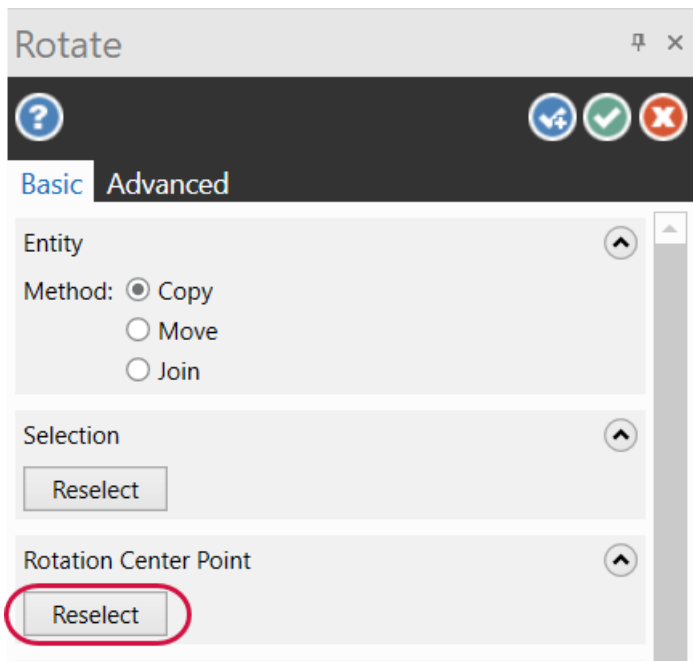 Rotate
?
Basic Advanced
Entity
Method: Copy
Move
Join
Selection
Reselect
Rotation Center Point
Reselect